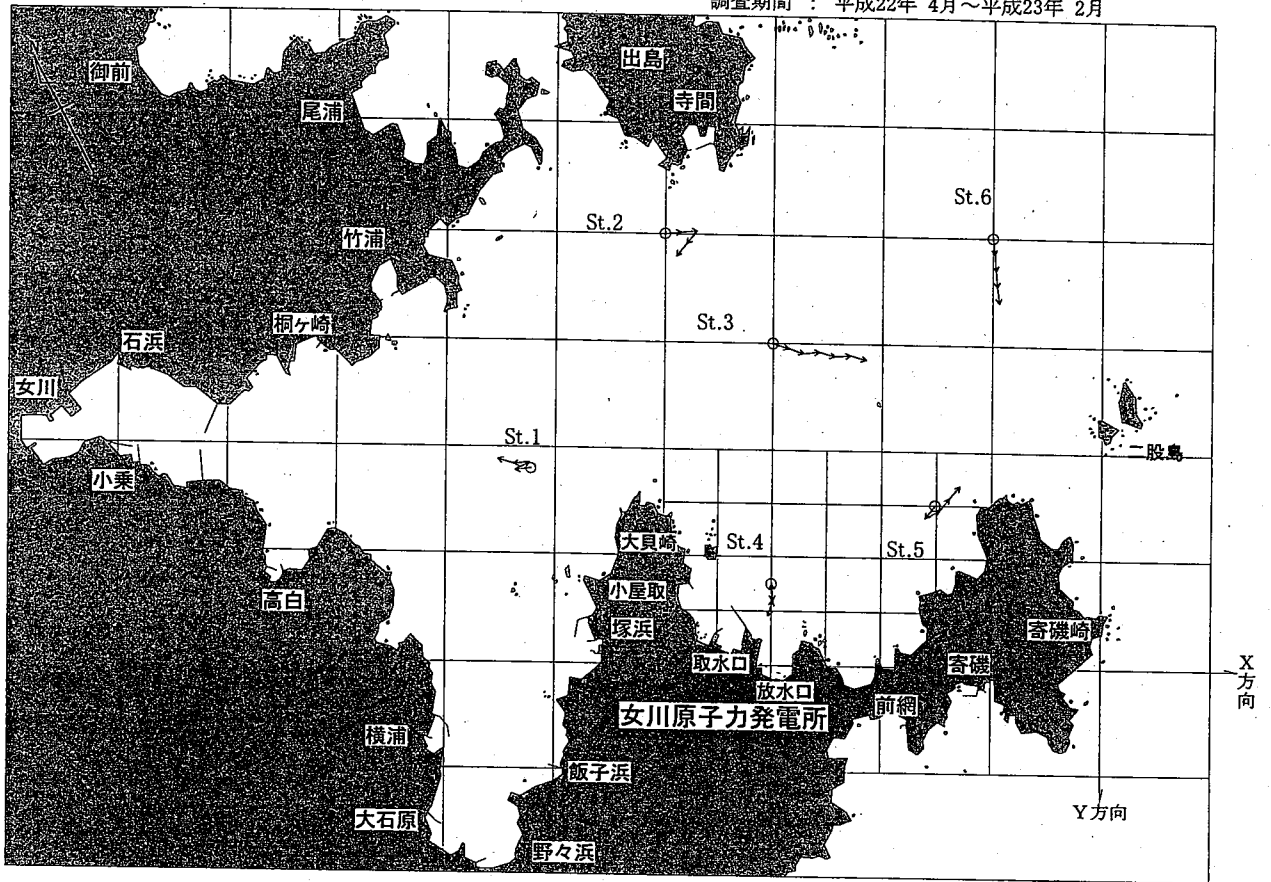 調査期間 : 平成22年 4月～平成23年 2月
御前
出島
尾浦
寺間
St.6
St.2
竹浦
St.3
桐ケ崎
石浜
女川
St.1
二股島
小乗
大貝崎
St.4
St.5
高白
小屋取
塚浜
寄磯崎
取水口
寄磯
X方向
放水口
前網
女川原子力発電所
横浦
飯子浜
Y方向
大石原
野々浜